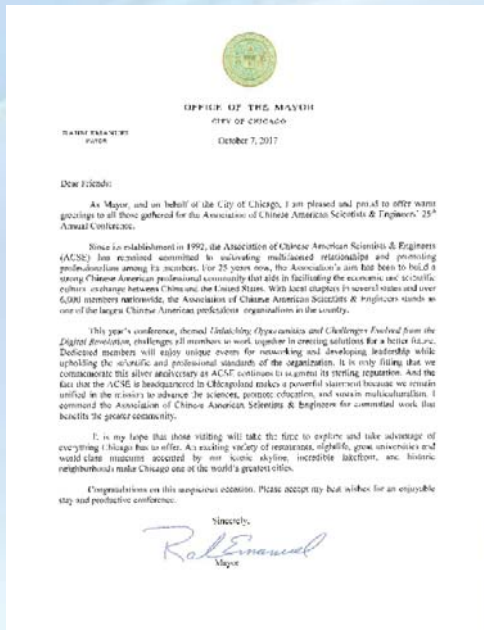 OFFICE OF THE MAYOR
CITY OF CHICAGO
RAHM EMANUEL
MAYOR
October 7, 2017
Dear Friends:
As Mayor, and on behalf of the City of Chicago, I am pleased and proud to offer warm
greetings to all those gathered for the Association of Chinese American Scientists & Engineers' 25th
Annual Conference.
Since its establishment in 1992, the Association of Chinese American Scientists & Engineers
(ACSE) has remained committed to cultivating multifaceted relationships and promoting
professionalism among its members. For 25 years now, the Association's aim has been to build a
strong Chinese American professional community that aids in facilitating the economic and scientific
culture exchange between China and the United States. With local chapters in several states and over
6,000 members nationwide, the Association of Chinese American Scientists & Engineers stands as
one of the largest Chinese American professional organizations in the country.
This year's conference, themed Unlatching Opportunities and Challenges Evolved from the
Digital Revolution, challenges all members to work together in creating solutions for a better future.
Dedicated members will enjoy unique events for networking and developing leadership while
upholding the scientific and professional standards of the organization. It is only fitting that we
commemorate this silver anniversary as ACSE continues to augment its sterling reputation. And the
fact that the ACSE is headquartered in Chicagoland makes a powerful statement because we remain
unified in the mission to advance the sciences, promote education, and sustain multiculturalism. I
commend the Association of Chinese American Scientists & Engineers for committed work that
benefits the greater community.
It is my hope that those visiting will take the time to explore and take advantage of
everything Chicago has to offer. An exciting variety of restaurants, nightlife, great universities and
world-class museums accented by our iconic skyline, incredible lakefront, and historic
neighborhoods make Chicago one of the world's greatest cities.
Congratulations on this auspicious occasion. Please accept my best wishes for an enjoyable
stay and productive conference.
Sincerely,
Rahm Emanuel
Mayor